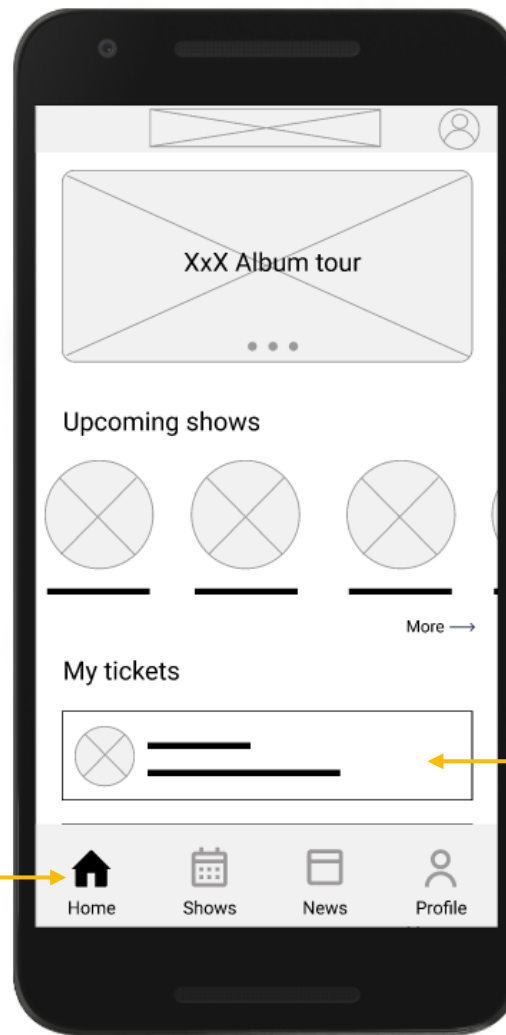 XxX Album tour
Upcoming shows
More
My tickets
Home
Shows
News
Profile